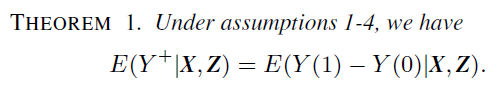 THEOREM 1. Under assumptions 1-4, we have
E(Y⁺|X, Z) = E(Y(1) − Y(0)|X, Z).